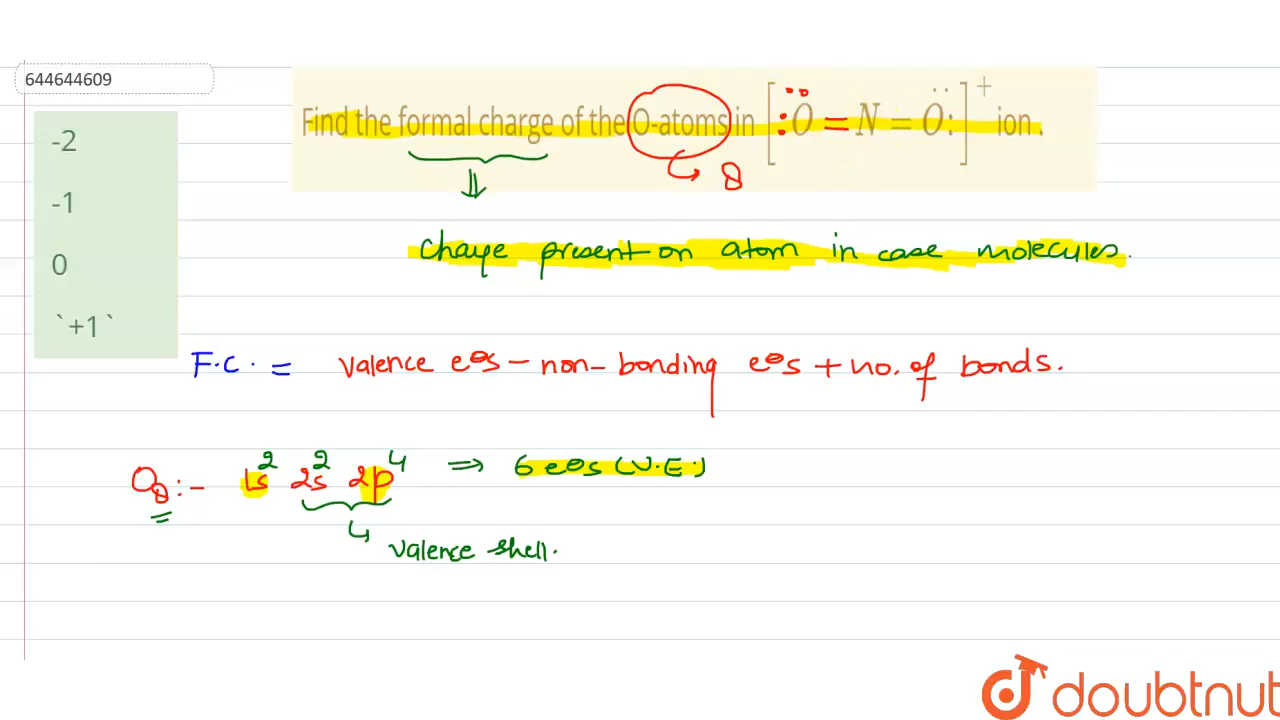 644644609
-2
-1
0
`+1`
Find the formal charge of the O-atoms in [:Ö=N=Ö:]⁺ ion.
8
⇓
charge present on atom in case molecules.
F.C. = valence e⊖s - non-bonding e⊖s + no. of bonds.
O₈:- 1s² 2s² 2p⁴ ⇒ 6 e⊖s (V.E.)
↳ valence shell.
doubtnut